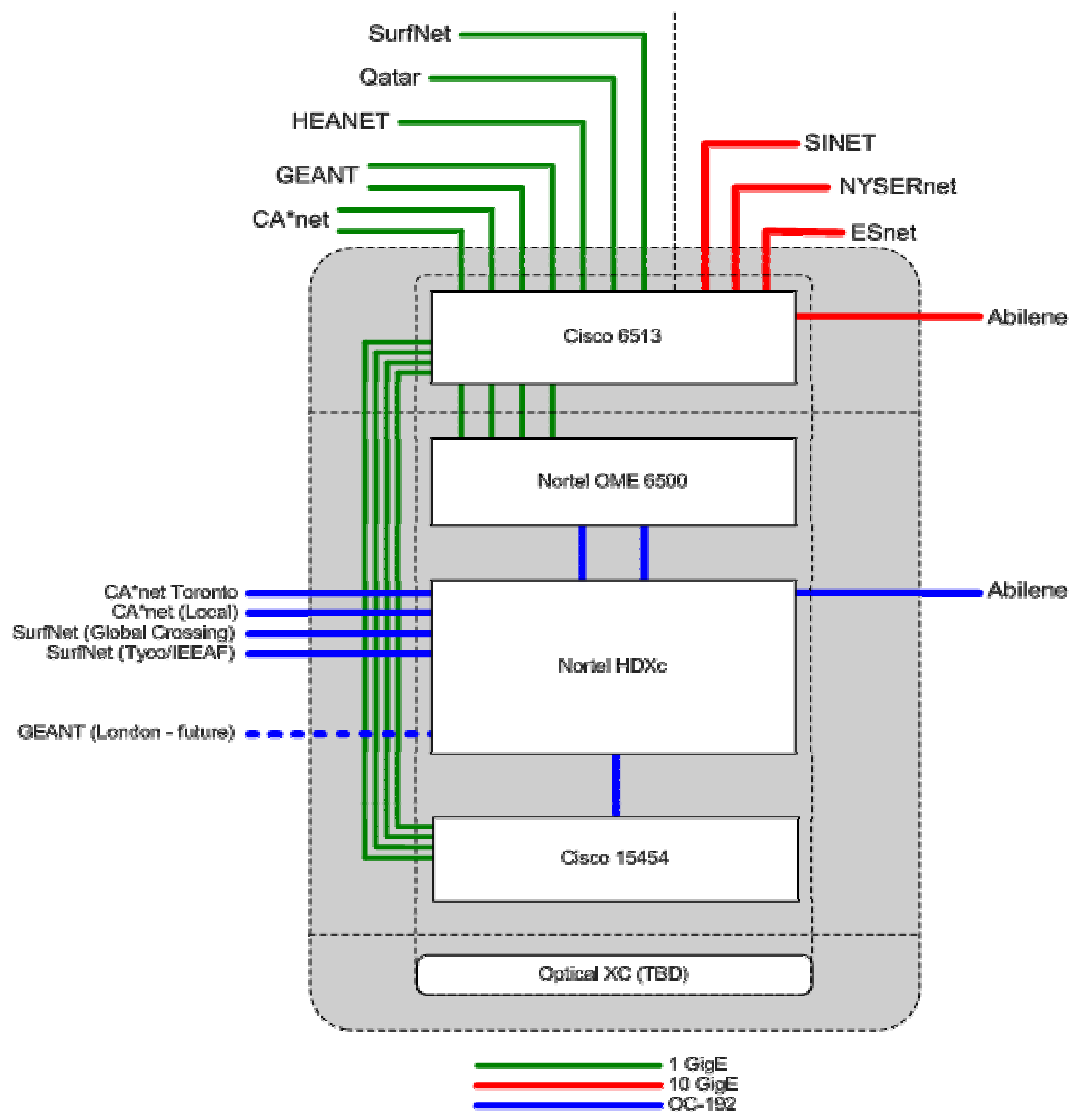 SurfNet
Qatar
HEANET
SINET
GEANT
NYSERnet
CA*net
ESnet
Abilene
Cisco 6513
Nortel OME 6500
CA*net Toronto
Abilene
CA*net (Local)
SurfNet (Global Crossing)
SurfNet (Tyco/IEEAF)
Nortel HDXc
GEANT (London - future)
Cisco 15454
Optical XC (TBD)
1 GigE
10 GigE
OC-192